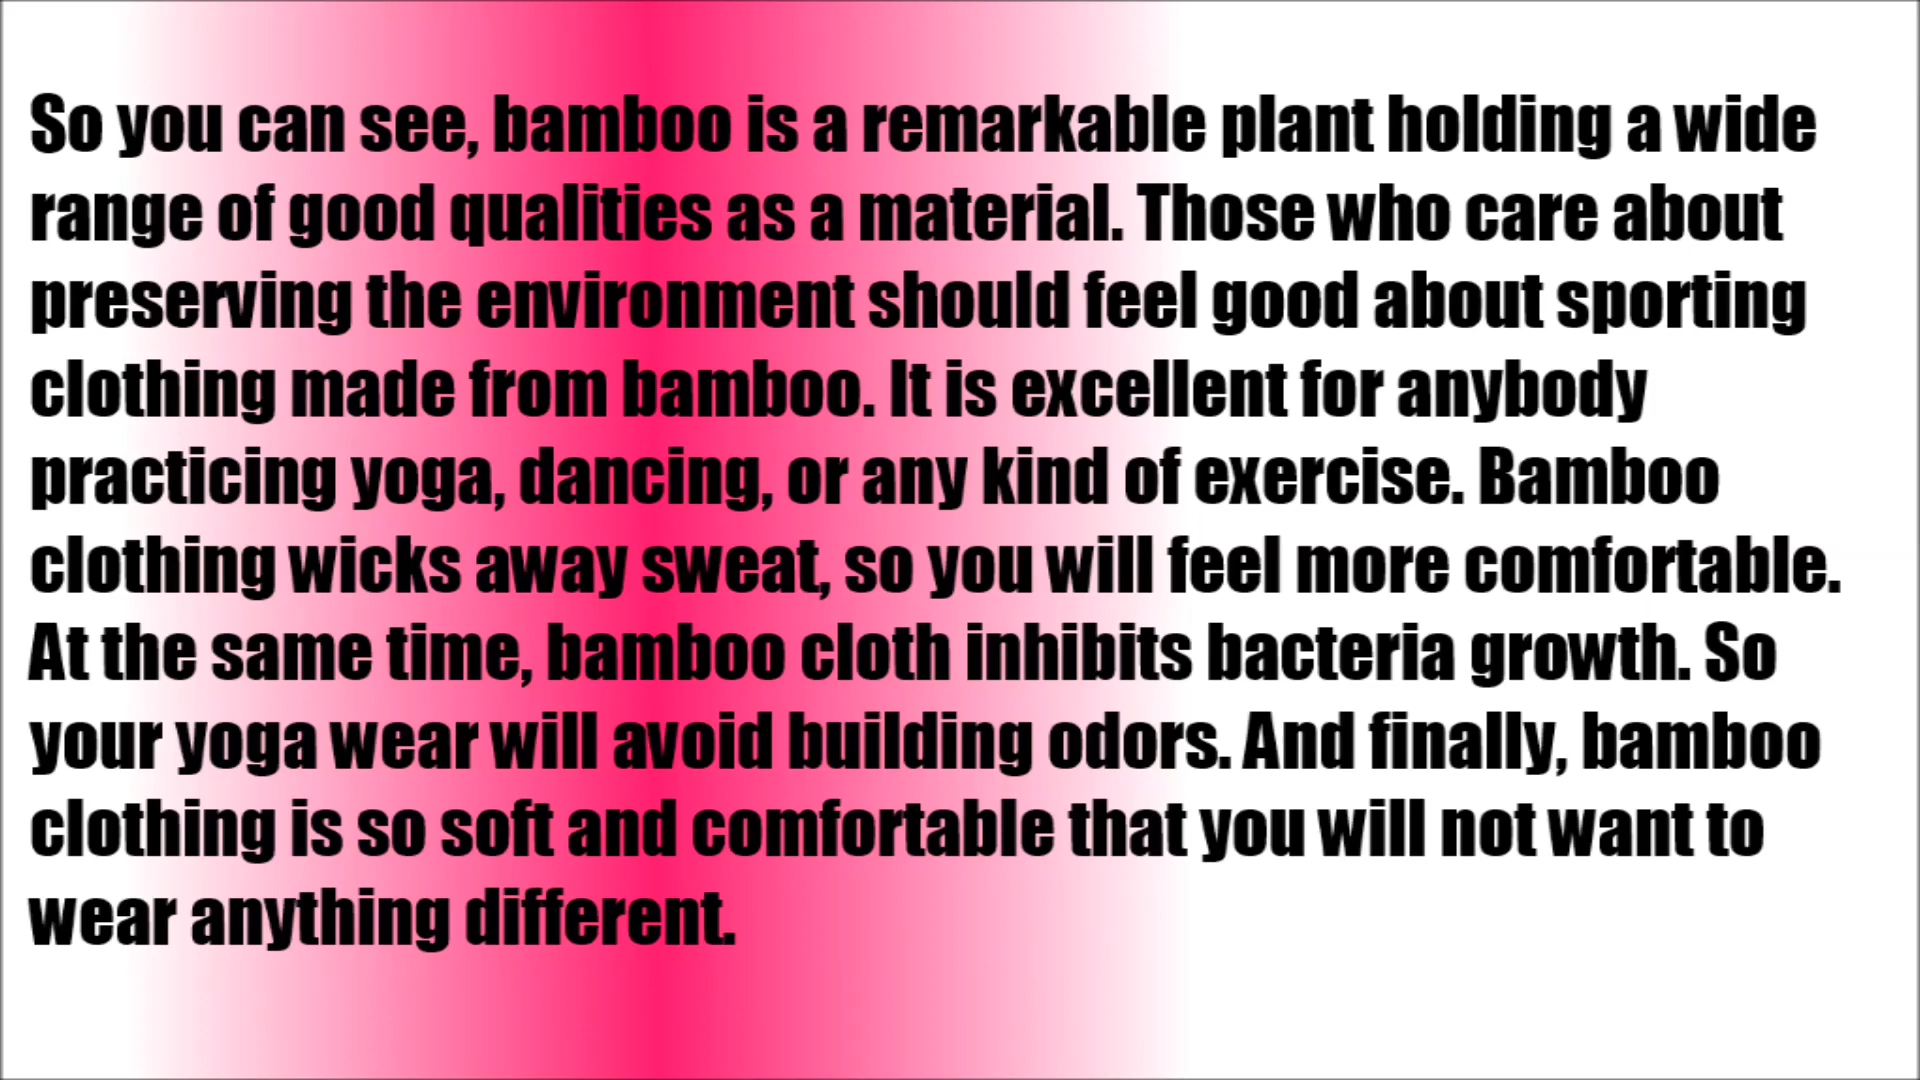 So you can see, bamboo is a remarkable plant holding a wide
range of good qualities as a material. Those who care about
preserving the environment should feel good about sporting
clothing made from bamboo. It is excellent for anybody
practicing yoga, dancing, or any kind of exercise. Bamboo
clothing wicks away sweat, so you will feel more comfortable.
At the same time, bamboo cloth inhibits bacteria growth. So
your yoga wear will avoid building odors. And finally, bamboo
clothing is so soft and comfortable that you will not want to
wear anything different.